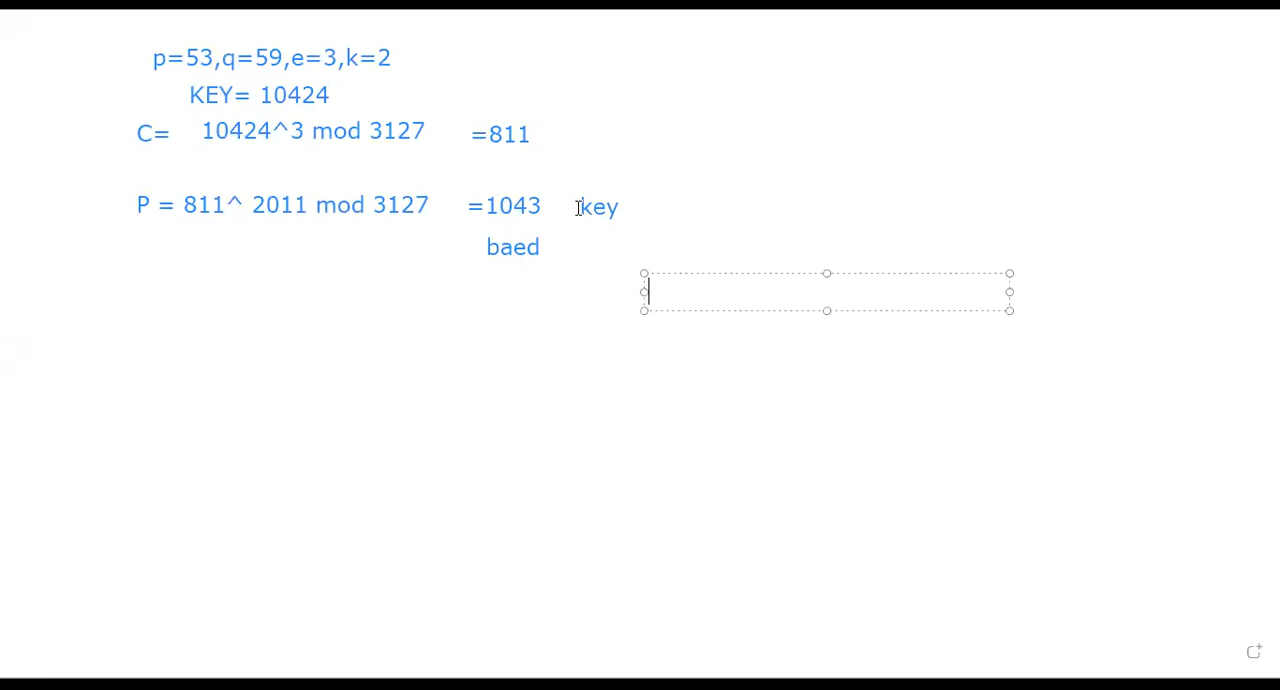 p=53,q=59,e=3,k=2
KEY= 10424
C= 10424^3 mod 3127 =811
P = 811^ 2011 mod 3127 =1043 key
baed